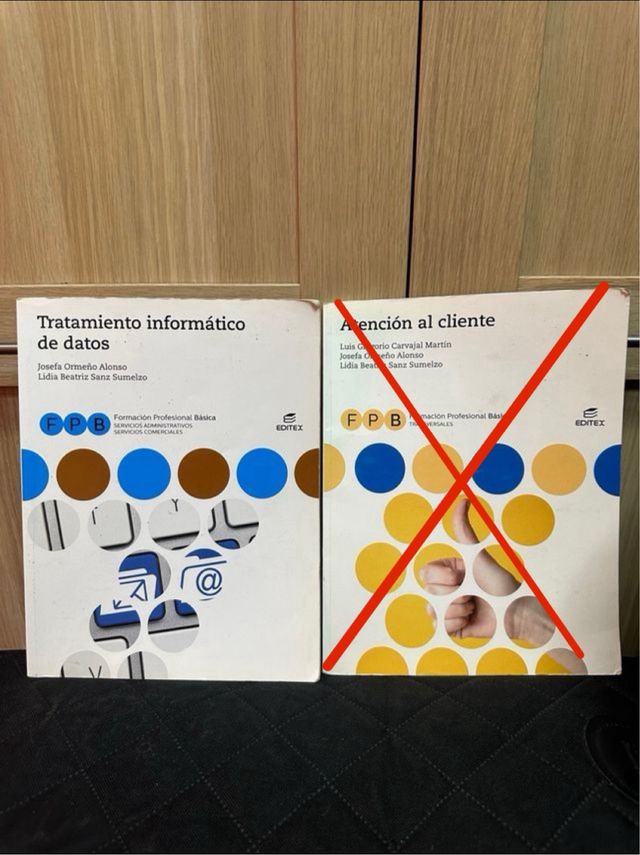 Tratamiento informático
de datos
Josefa Ormeño Alonso
Lidia Beatriz Sanz Sumelzo
FPB
Formación Profesional Básica
SERVICIOS ADMINISTRATIVOS
SERVICIOS COMERCIALES
EDITEX
Y
@
V
Atención al cliente
Luis Gregorio Carvajal Martín
Josefa Ormeño Alonso
Lidia Beatriz Sanz Sumelzo
FPB
Formación Profesional Básica
TRANSVERSALES
EDITEX